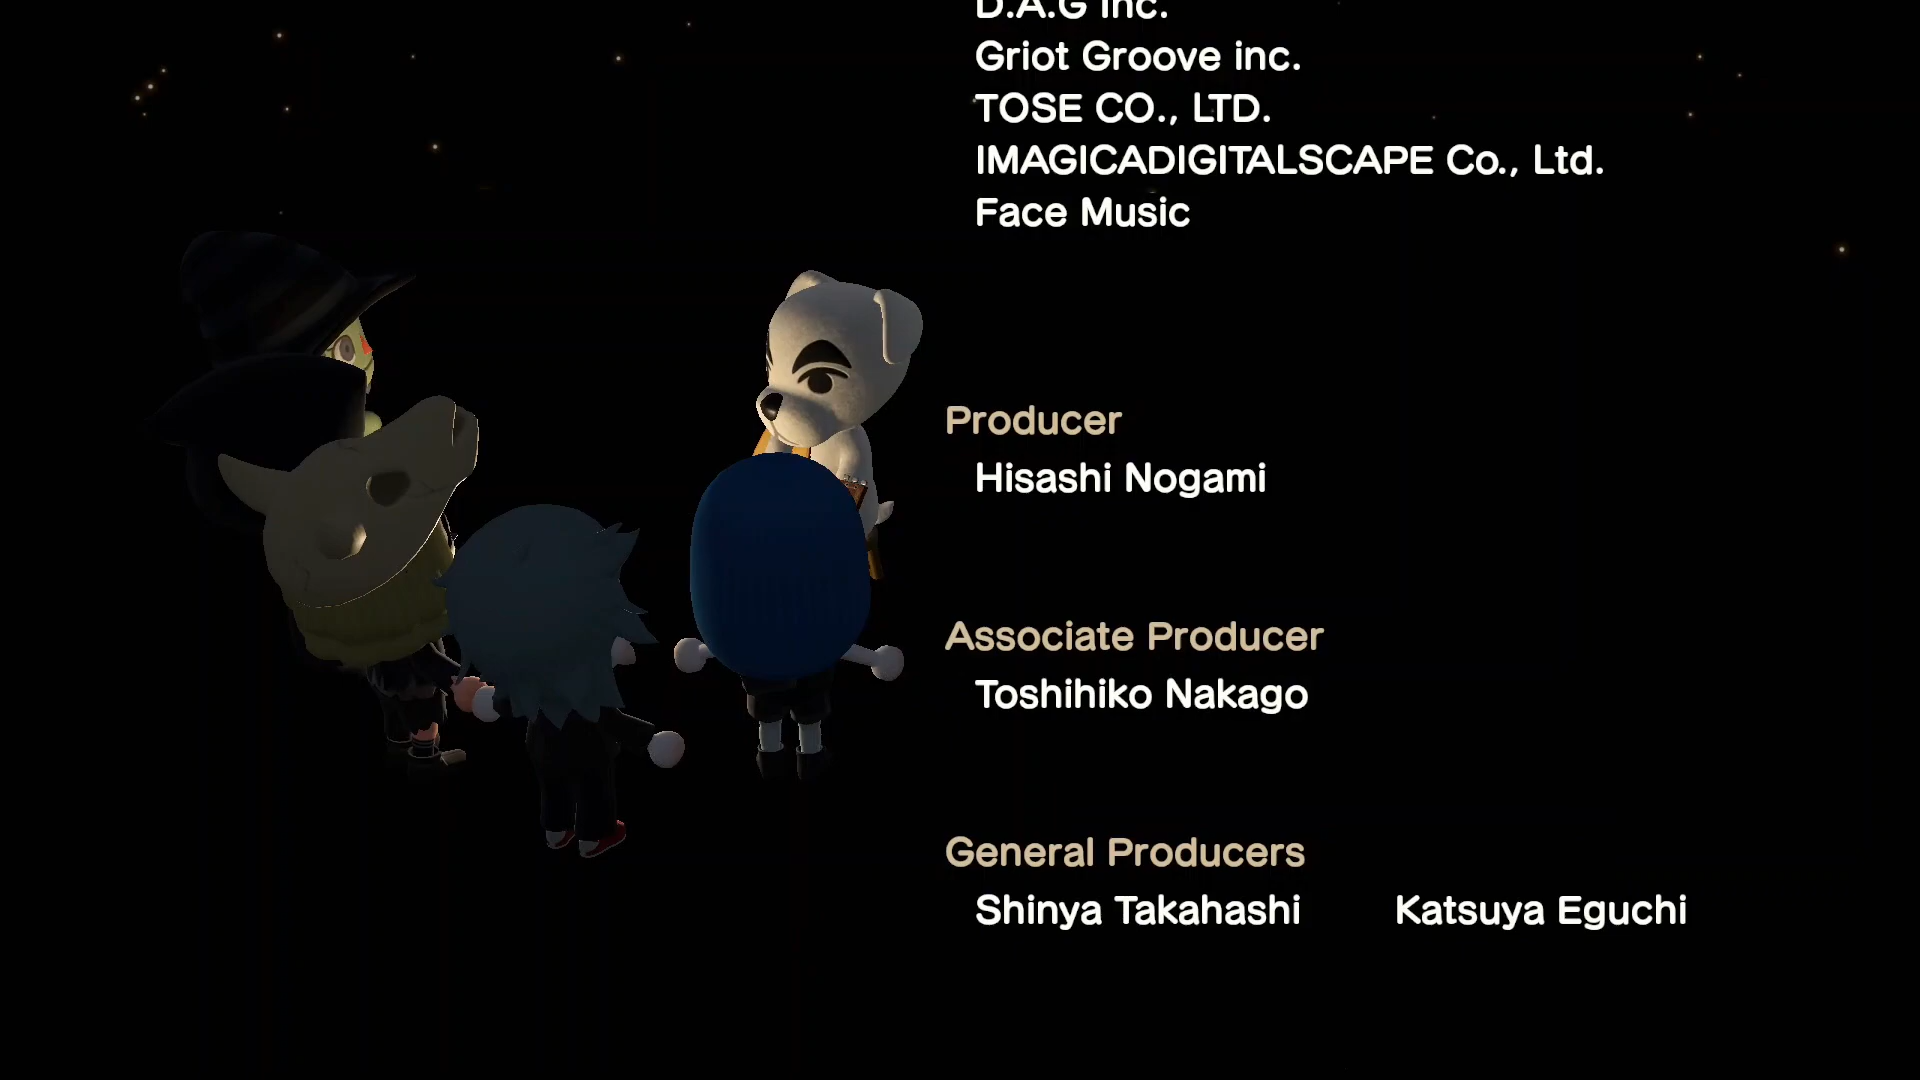 D.A.G Inc.
Griot Groove inc.
TOSE CO., LTD.
IMAGICADIGITALSCAPE Co., Ltd.
Face Music
Producer
Hisashi Nogami
Associate Producer
Toshihiko Nakago
General Producers
Shinya Takahashi Katsuya Eguchi